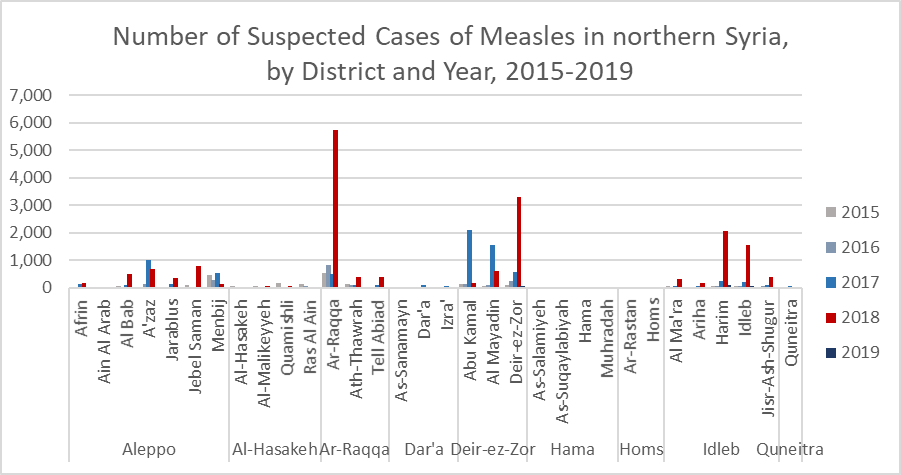 Number of Suspected Cases of Measles in northern Syria,
by District and Year, 2015-2019
7,000
6,000
5,000
4,000
3,000
2,000
1,000
0
Afrin
Ain Al Arab
Al Bab
A'zaz
Jarablus
Jebel Saman
Menbij
Al-Hasakeh
Al-Malikeyyeh
Quamishli
Ras Al Ain
Ar-Raqqa
Ath-Thawrah
Tell Abiad
As-Sanamayn
Dar'a
Izra'
Abu Kamal
Al Mayadin
Deir-ez-Zor
As-Salamiyeh
As-Suqaylabiyah
Hama
Muhradah
Ar-Rastan
Homs
Al Ma'ra
Ariha
Harim
Idleb
Jisr-Ash-Shugur
Quneitra
Aleppo
Al-Hasakeh
Ar-Raqqa
Dar'a
Deir-ez-Zor
Hama
Homs
Idleb
Quneitra
2015
2016
2017
2018
2019